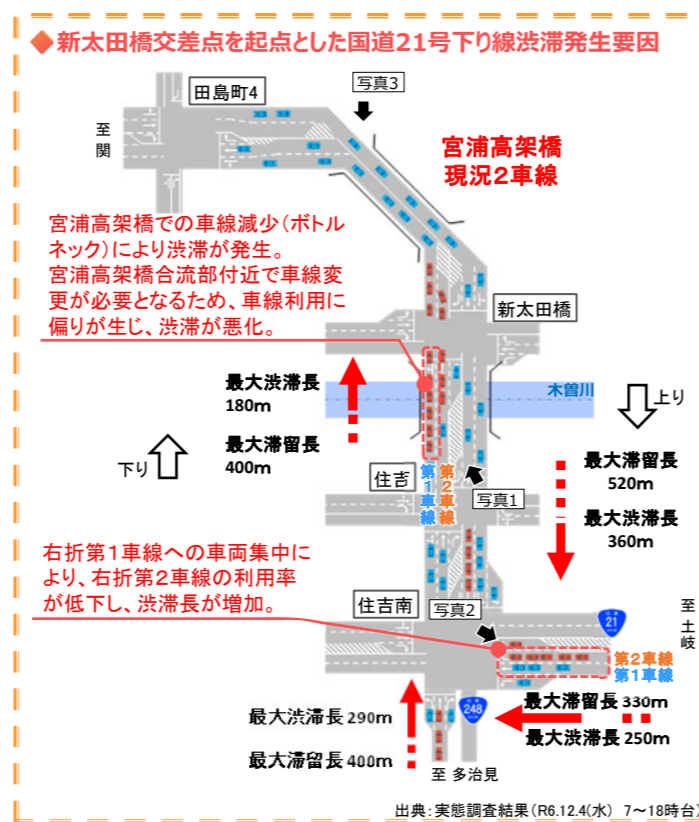 ◆新太田橋交差点を起点とした国道21号下り線渋滞発生要因
田島町4
写真3
至
関
宮浦高架橋
現況2車線
宮浦高架橋での車線減少(ボトル
ネック)により渋滞が発生。
宮浦高架橋合流部付近で車線変
更が必要となるため、車線利用に
偏りが生じ、渋滞が悪化。
新太田橋
最大渋滞長
180m
木曽川
上り
最大滞留長
400m
下り
住吉
第1車線
第2車線
写真1
最大滞留長
520m
最大渋滞長
360m
右折第1車線への車両集中に
より、右折第2車線の利用率
が低下し、渋滞長が増加。
住吉南
写真2
21
至
土岐
第2車線
第1車線
最大渋滞長 290m
248
最大滞留長 330m
最大渋滞長 250m
最大滞留長 400m
至 多治見
出典:実態調査結果(R6.12.4(水) 7~18時台)